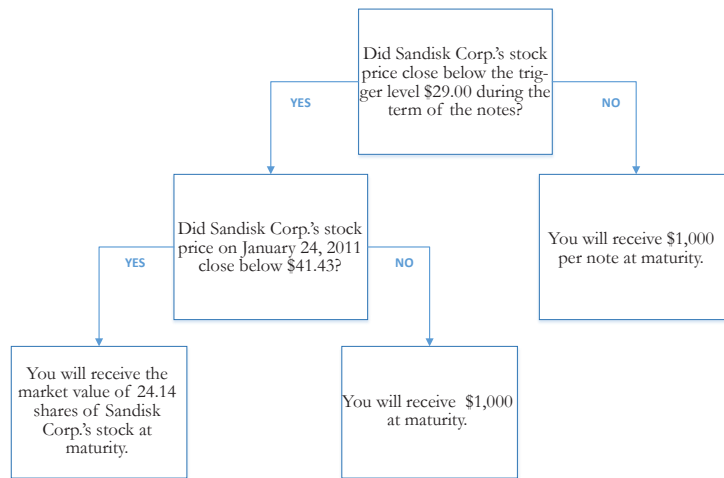 Did Sandisk Corp.'s stock
price close below the trig-
ger level $29.00 during the
term of the notes?
YES
NO
Did Sandisk Corp.'s stock
price on January 24, 2011
close below $41.43?
You will receive $1,000
per note at maturity.
YES
NO
You will receive the
market value of 24.14
shares of Sandisk
Corp.'s stock at
maturity.
You will receive  $1,000
at maturity.